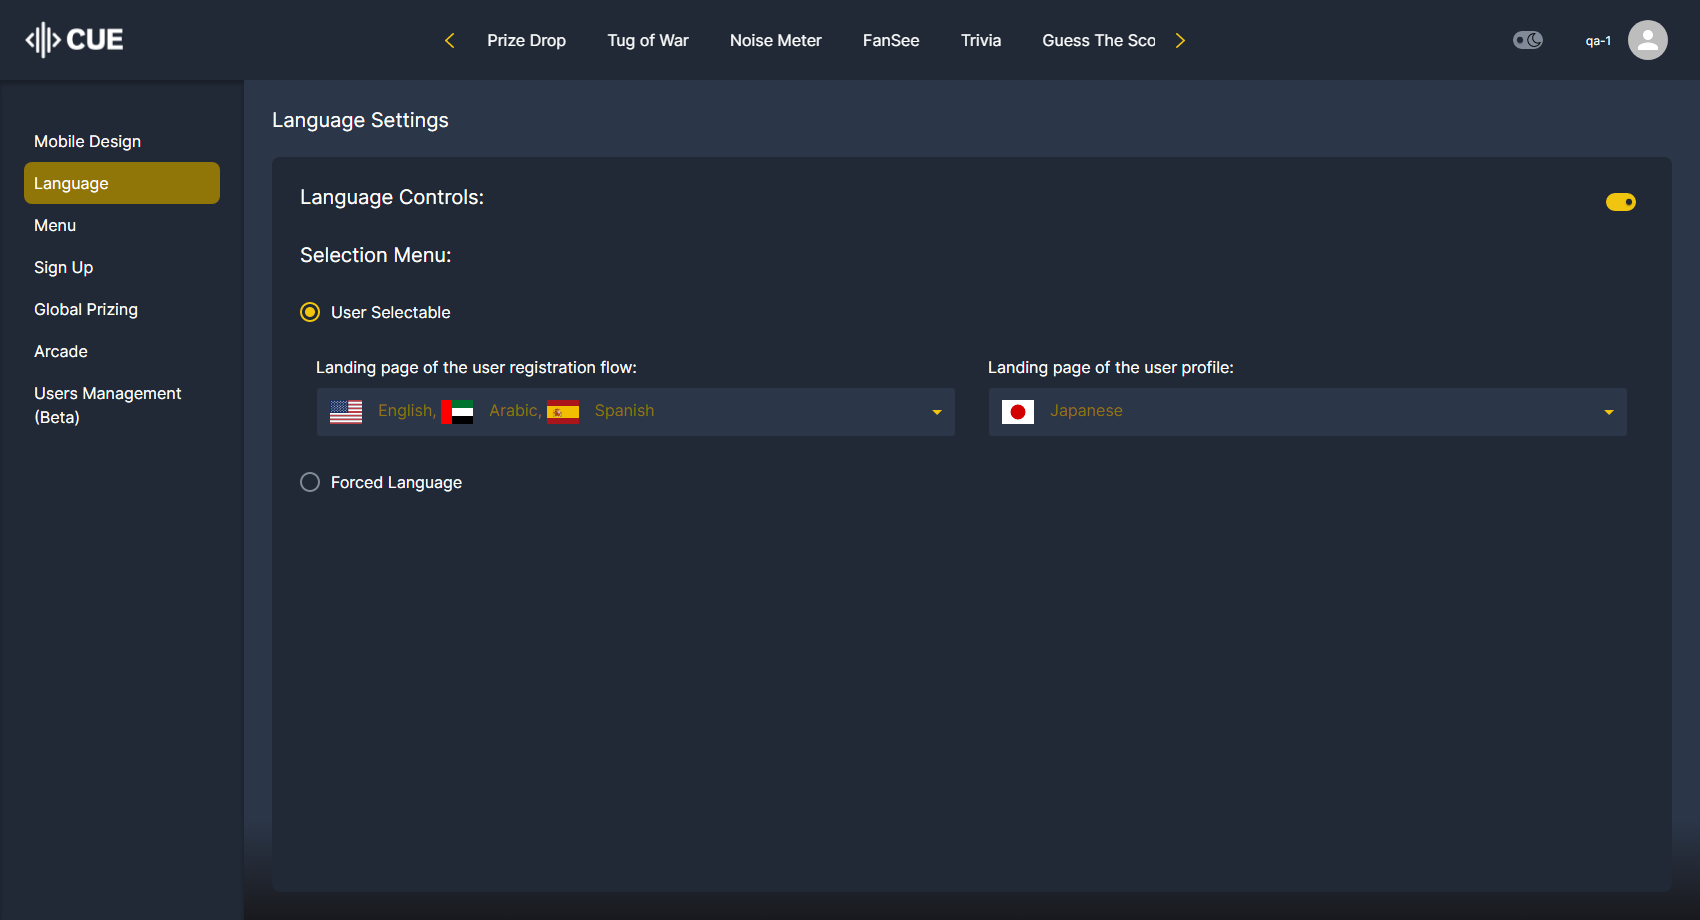 CUE
Prize Drop
Tug of War
Noise Meter
FanSee
Trivia
Guess The Sco
qa-1
Mobile Design
Language
Menu
Sign Up
Global Prizing
Arcade
Users Management
(Beta)
Language Settings
Language Controls:
Selection Menu:
User Selectable
Landing page of the user registration flow:
English, Arabic, Spanish
Landing page of the user profile:
Japanese
Forced Language